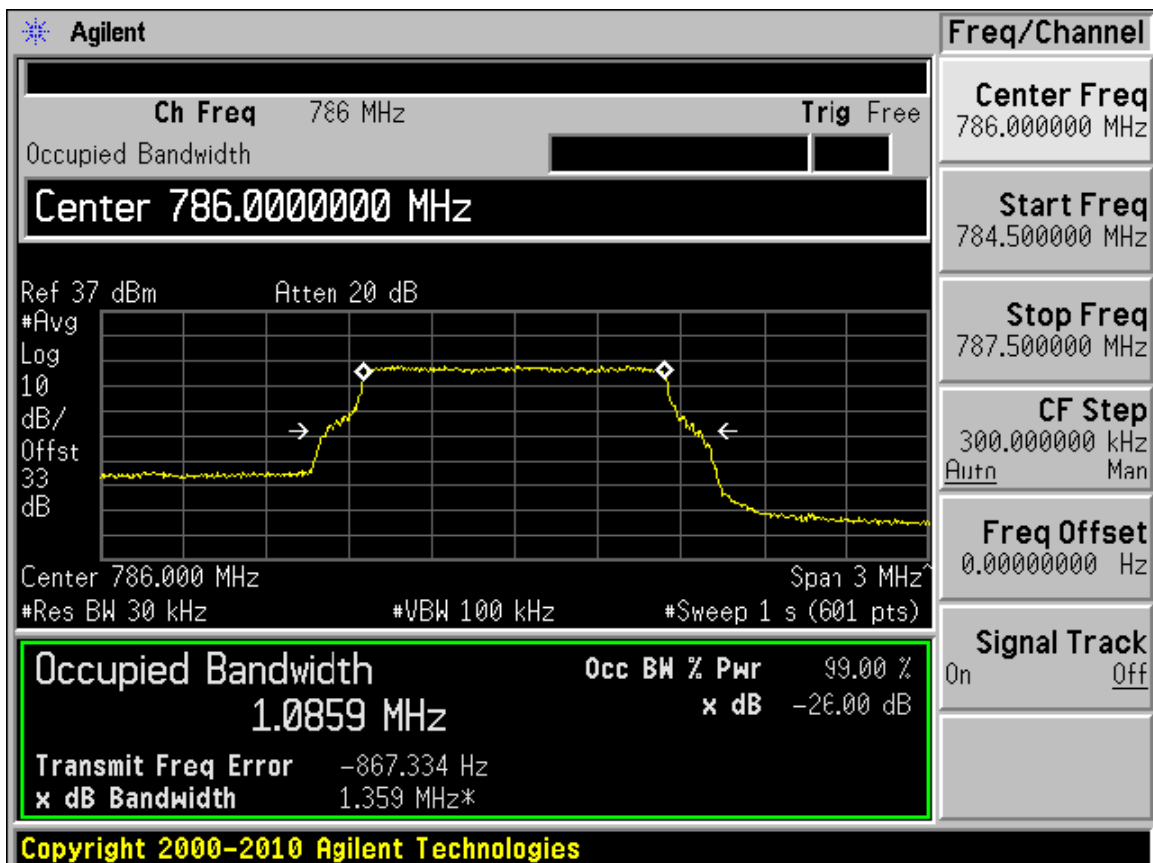 Agilent
Freq/Channel
Ch Freq 786 MHz Trig Free
Occupied Bandwidth
Center 786.0000000 MHz
Ref 37 dBm Atten 20 dB
#Avg
Log
10
dB/
Offst
33
dB
Center 786.000 MHz Span 3 MHz^
#Res BW 30 kHz #VBW 100 kHz #Sweep 1 s (601 pts)
Occupied Bandwidth
1.0859 MHz
Occ BW % Pwr 99.00 %
x dB -26.00 dB
Transmit Freq Error -867.334 Hz
x dB Bandwidth 1.359 MHz*
Center Freq
786.000000 MHz
Start Freq
784.500000 MHz
Stop Freq
787.500000 MHz
CF Step
300.000000 kHz
Auto Man
Freq Offset
0.00000000 Hz
Signal Track
On Off
Copyright 2000-2010 Agilent Technologies